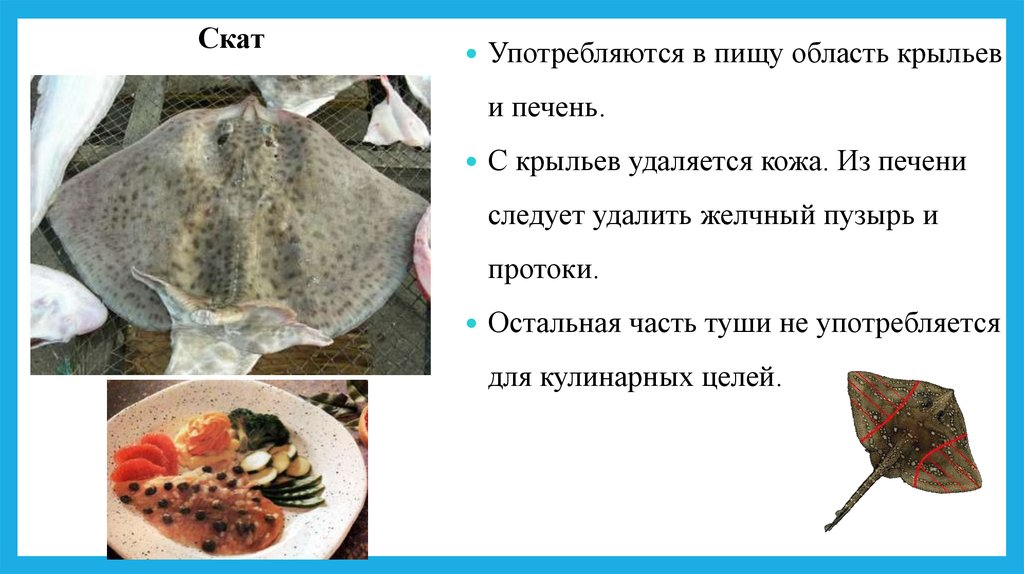 Скат
• Употребляются в пищу область крыльев
и печень.
• С крыльев удаляется кожа. Из печени
следует удалить желчный пузырь и
протоки.
• Остальная часть туши не употребляется
для кулинарных целей.